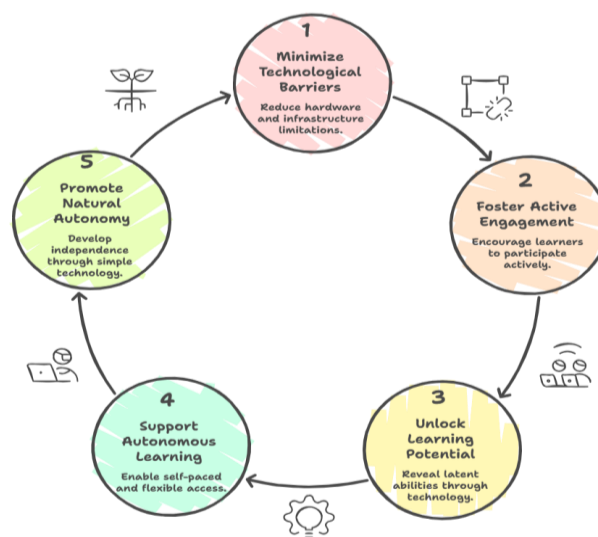 1
Minimize
Technological
Barriers
Reduce hardware
and infrastructure
limitations.
2
Foster Active
Engagement
Encourage learners
to participate
actively.
3
Unlock
Learning
Potential
Reveal latent
abilities through
technology.
4
Support
Autonomous
Learning
Enable self-paced
and flexible access.
5
Promote
Natural
Autonomy
Develop
independence
through simple
technology.